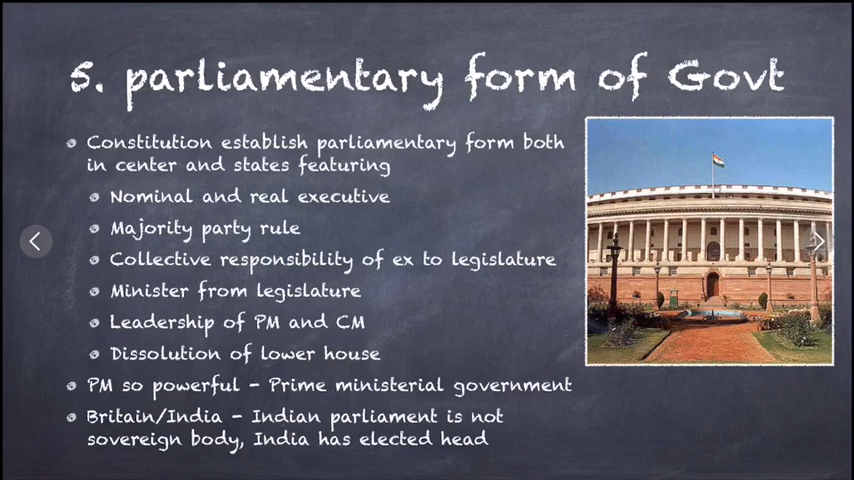 5. parliamentary form of Govt
Constitution establish parliamentary form both
in center and states featuring
Nominal and real executive
Majority party rule
Collective responsibility of ex to legislature
Minister from legislature
Leadership of PM and CM
Dissolution of lower house
PM so powerful - Prime ministerial government
Britain/India - Indian parliament is not
sovereign body, India has elected head